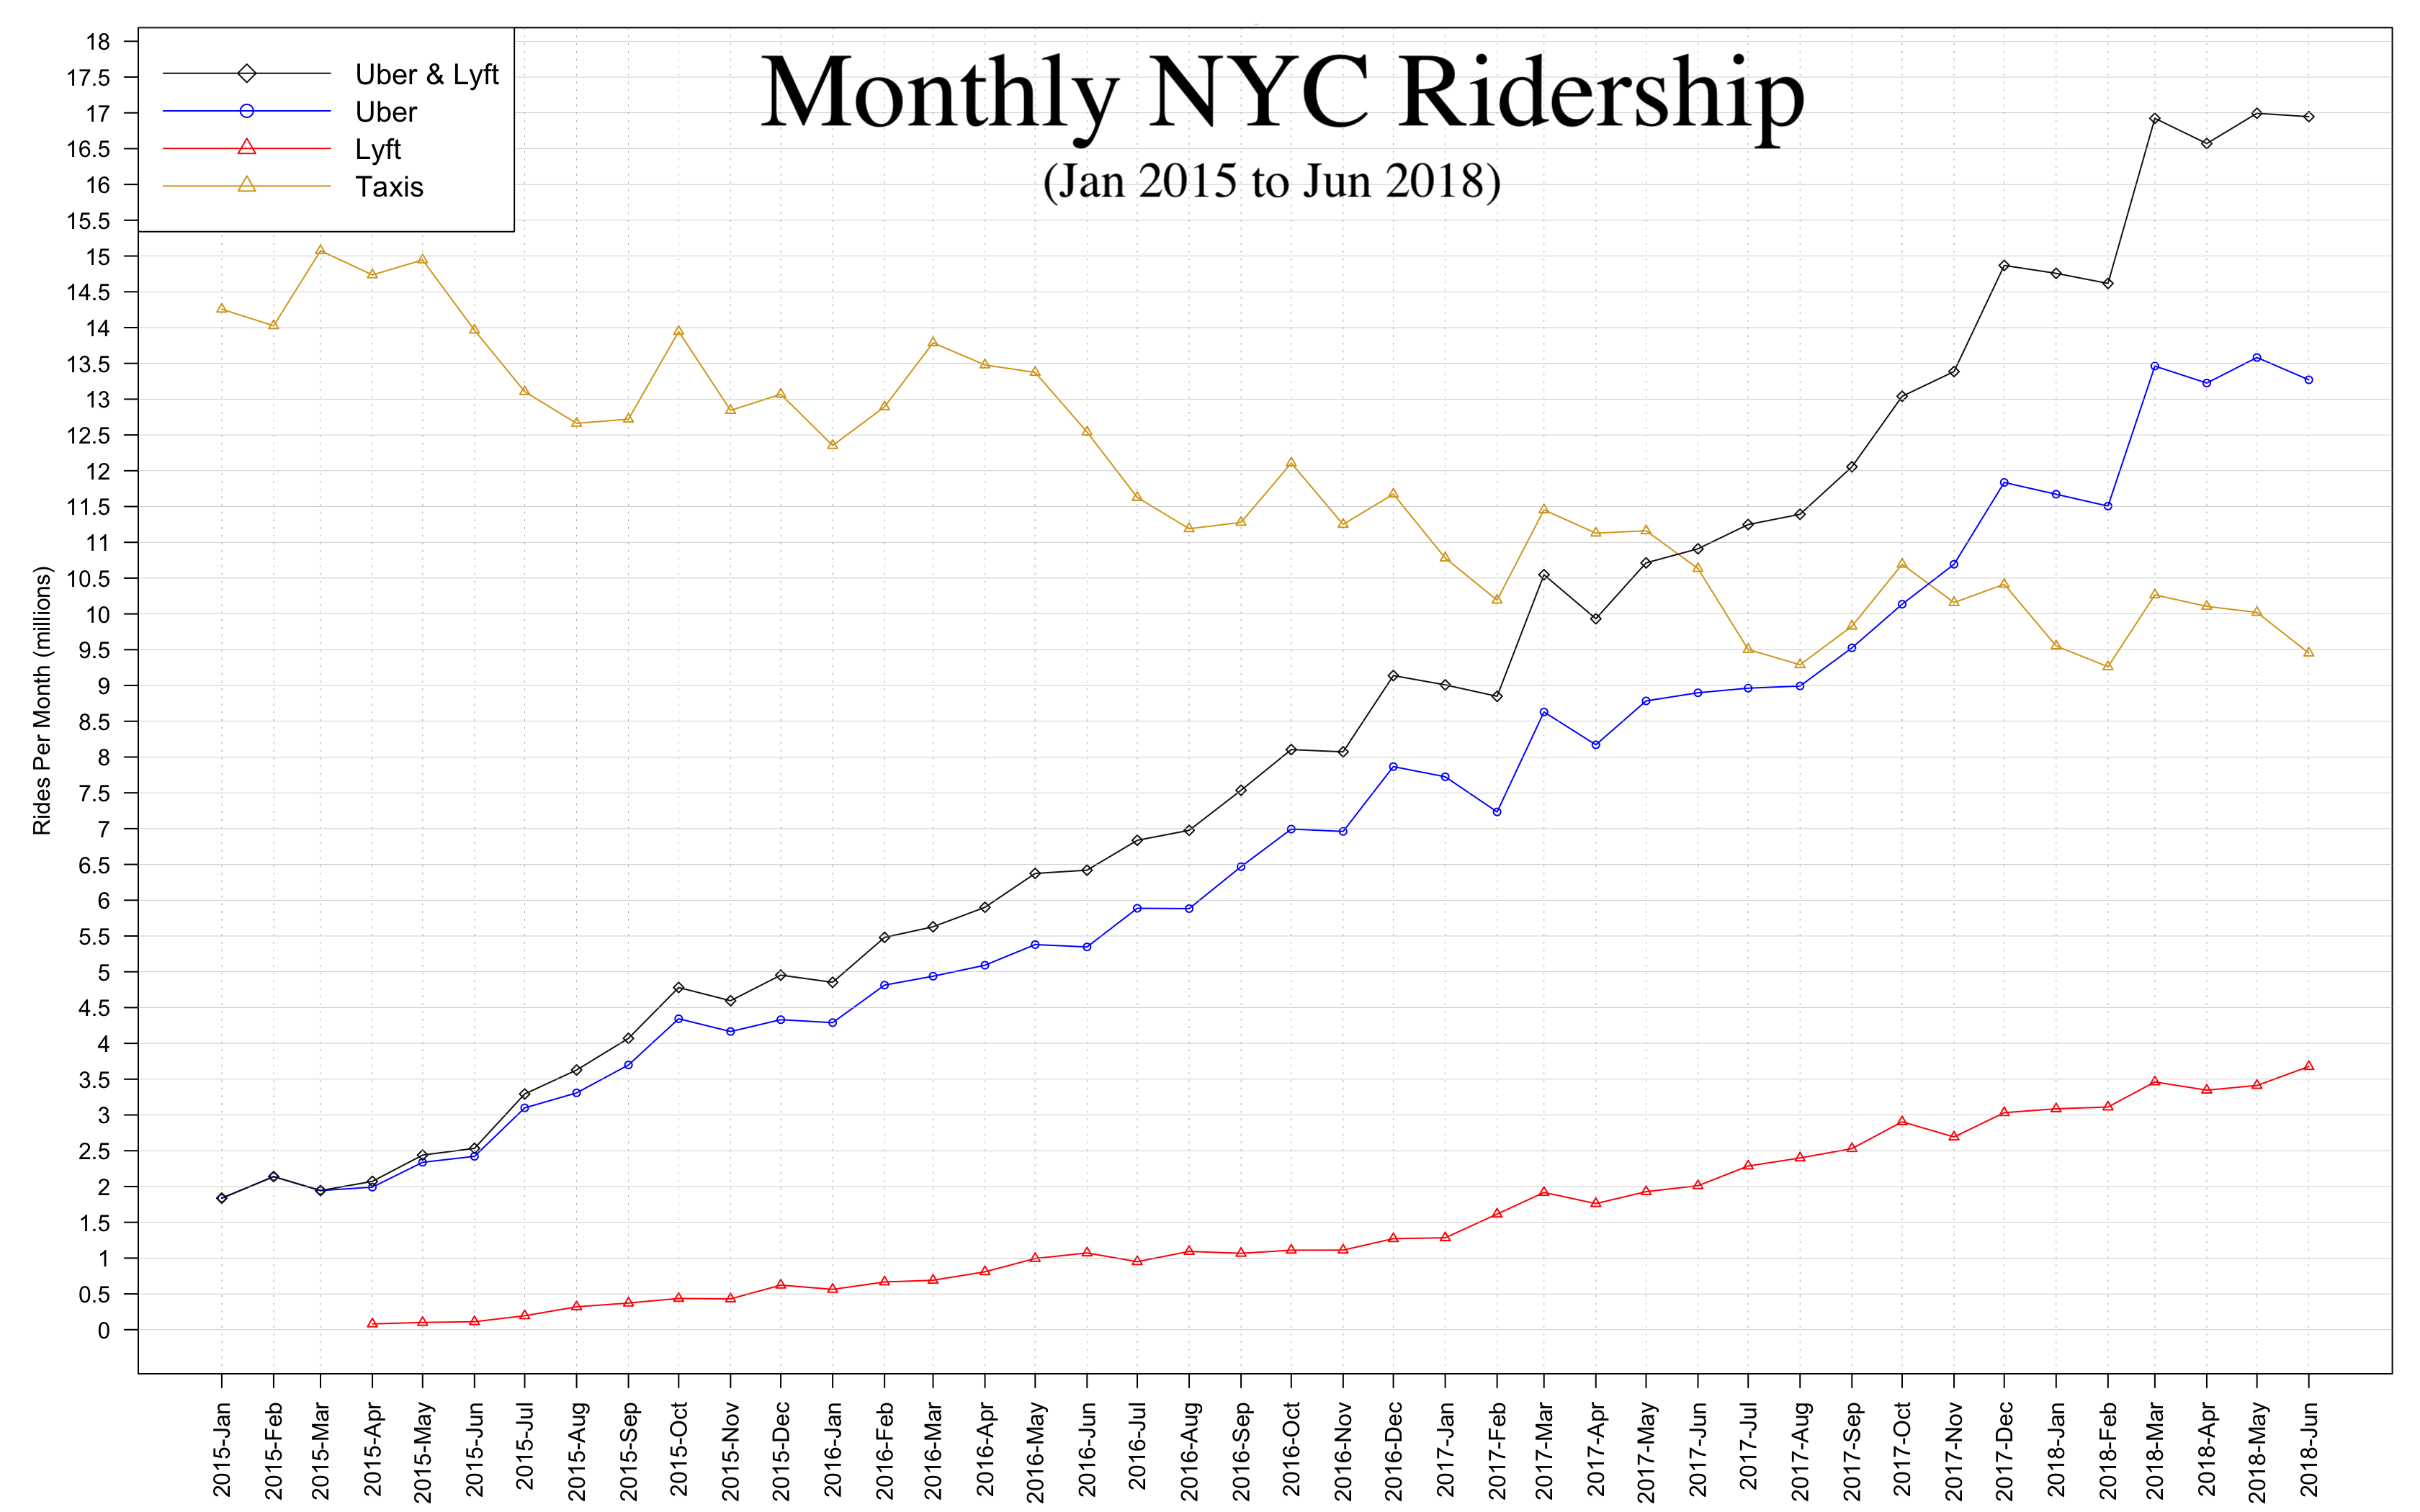 Monthly NYC Ridership
(Jan 2015 to Jun 2018)
Uber & Lyft
Uber
Lyft
Taxis
Rides Per Month (millions)
18
17.5
17
16.5
16
15.5
15
14.5
14
13.5
13
12.5
12
11.5
11
10.5
10
9.5
9
8.5
8
7.5
7
6.5
6
5.5
5
4.5
4
3.5
3
2.5
2
1.5
1
0.5
0
2015-Jan
2015-Feb
2015-Mar
2015-Apr
2015-May
2015-Jun
2015-Jul
2015-Aug
2015-Sep
2015-Oct
2015-Nov
2015-Dec
2016-Jan
2016-Feb
2016-Mar
2016-Apr
2016-May
2016-Jun
2016-Jul
2016-Aug
2016-Sep
2016-Oct
2016-Nov
2016-Dec
2017-Jan
2017-Feb
2017-Mar
2017-Apr
2017-May
2017-Jun
2017-Jul
2017-Aug
2017-Sep
2017-Oct
2017-Nov
2017-Dec
2018-Jan
2018-Feb
2018-Mar
2018-Apr
2018-May
2018-Jun